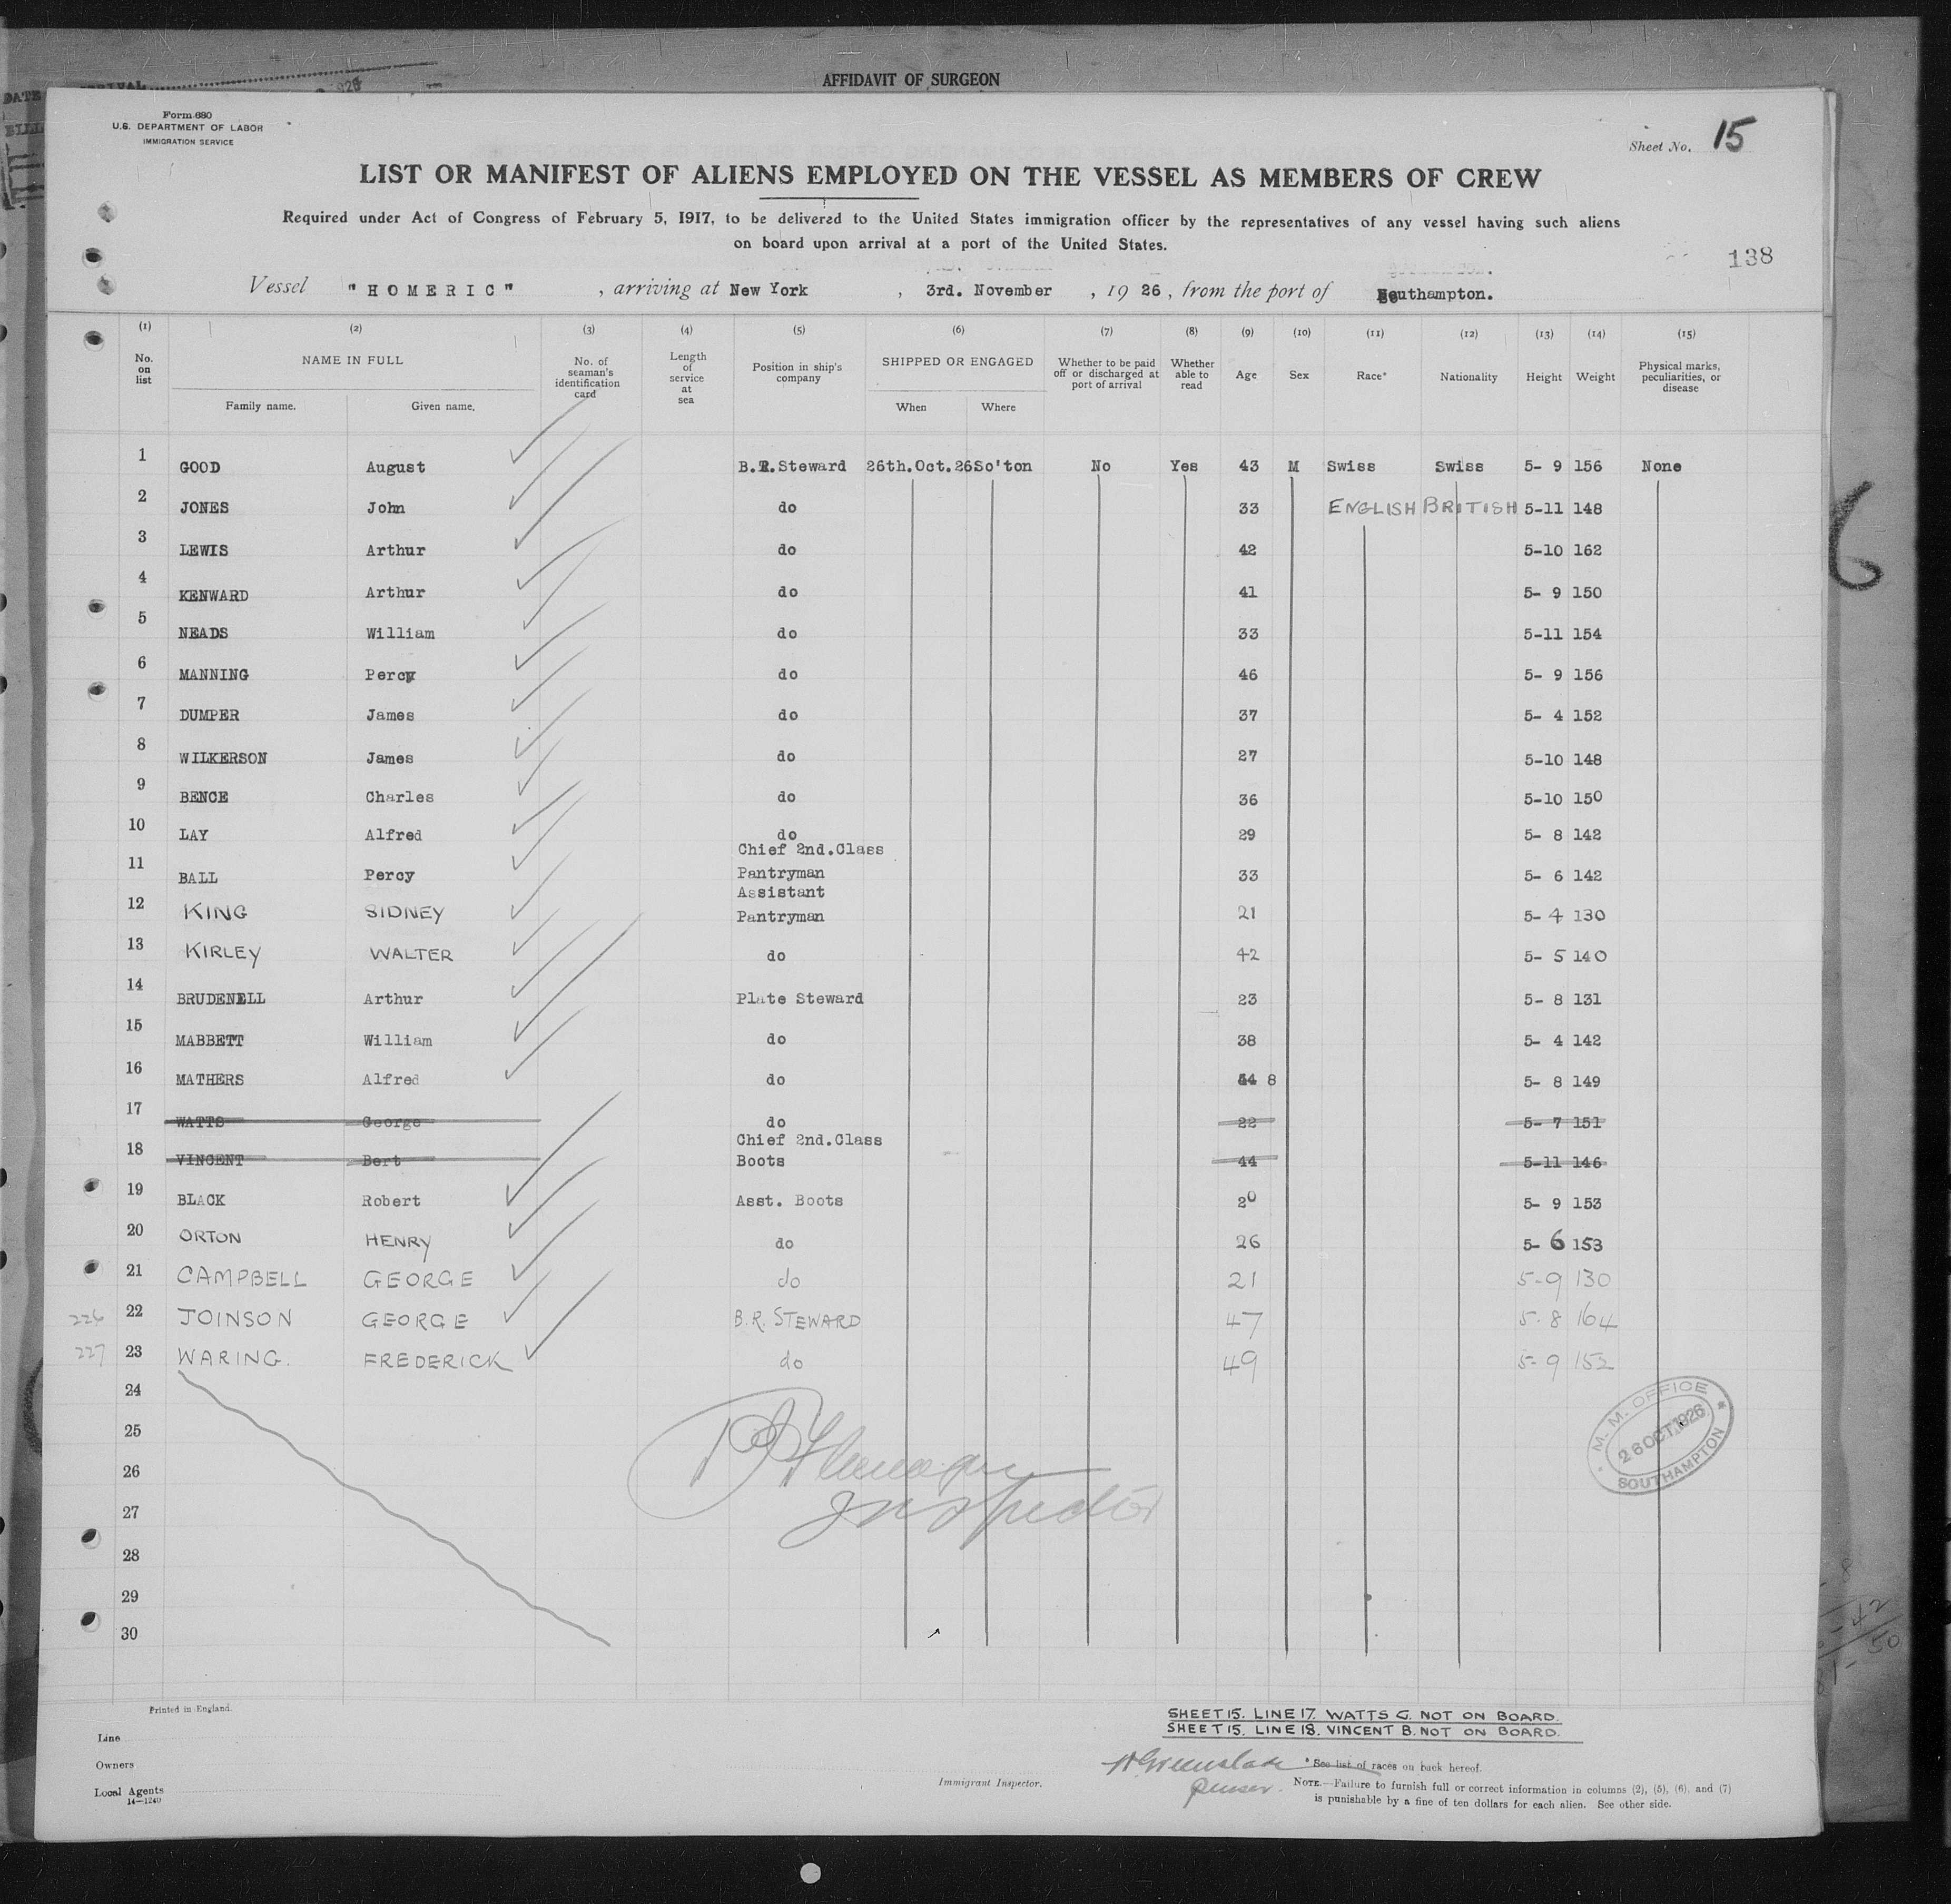 AFFIDAVIT OF SURGEON
Form 680
U.S. DEPARTMENT OF LABOR
IMMIGRATION SERVICE
Sheet No. 15
LIST OR MANIFEST OF ALIENS EMPLOYED ON THE VESSEL AS MEMBERS OF CREW
Required under Act of Congress of February 5, 1917, to be delivered to the United States immigration officer by the representatives of any vessel having such aliens
on board upon arrival at a port of the United States.
138
Vessel "HOMERIC", arriving at New York, 3rd. November, 1926, from the port of Southampton.
(1) (2) (3) (4) (5) (6) (7) (8) (9) (10) (11) (12) (13) (14) (15)
No. on list NAME IN FULL No. of seaman's identification card Length of service at sea Position in ship's company SHIPPED OR ENGAGED Whether to be paid off or discharged at port of arrival Whether able to read Age Sex Race* Nationality Height Weight Physical marks, peculiarities, or disease
Family name. Given name. When Where
1 GOOD August B.R.Steward 26th.Oct.26 So'ton No Yes 43 M Swiss Swiss 5- 9 156 None
2 JONES John do 33 ENGLISH BRITISH 5-11 148
3 LEWIS Arthur do 42 5-10 162
4 KENWARD Arthur do 41 5- 9 150
5 NEADS William do 33 5-11 154
6 MANNING Percy do 46 5- 9 156
7 DUMPER James do 37 5- 4 152
8 WILKERSON James do 27 5-10 148
9 BENCE Charles do 36 5-10 150
10 LAY Alfred do 29 5- 8 142
11 BALL Percy Chief 2nd.Class Pantryman 33 5- 6 142
12 KING SIDNEY Assistant Pantryman 21 5- 4 130
13 KIRLEY WALTER do 42 5- 5 140
14 BRUDENELL Arthur Plate Steward 23 5- 8 131
15 MABBETT William do 38 5- 4 142
16 MATHERS Alfred do 8 5- 8 149
17 WATTS George do 22 5- 7 151
18 VINCENT Bert Chief 2nd.Class Boots 44 5-11 146
19 BLACK Robert Asst. Boots 20 5- 9 153
20 ORTON HENRY do 26 5- 6 153
21 CAMPBELL GEORGE do 21 5-9 130
226 22 JOINSON GEORGE B.R. STEWARD 47 5-8 164
227 23 WARING. FREDERICK do 49 5-9 152
24
25
26
27
28
29
30
Inspector
M. M. OFFICE
26 OCT 1926
SOUTHAMPTON
6
Printed in England.
SHEET 15. LINE 17. WATTS G. NOT ON BOARD.
SHEET 15. LINE 18. VINCENT B. NOT ON BOARD.
Line
Owners
Local Agents
14—1240
Immigrant Inspector.
Purser.
* See list of races on back hereof.
NOTE.—Failure to furnish full or correct information in columns (2), (5), (6), and (7)
is punishable by a fine of ten dollars for each alien. See other side.